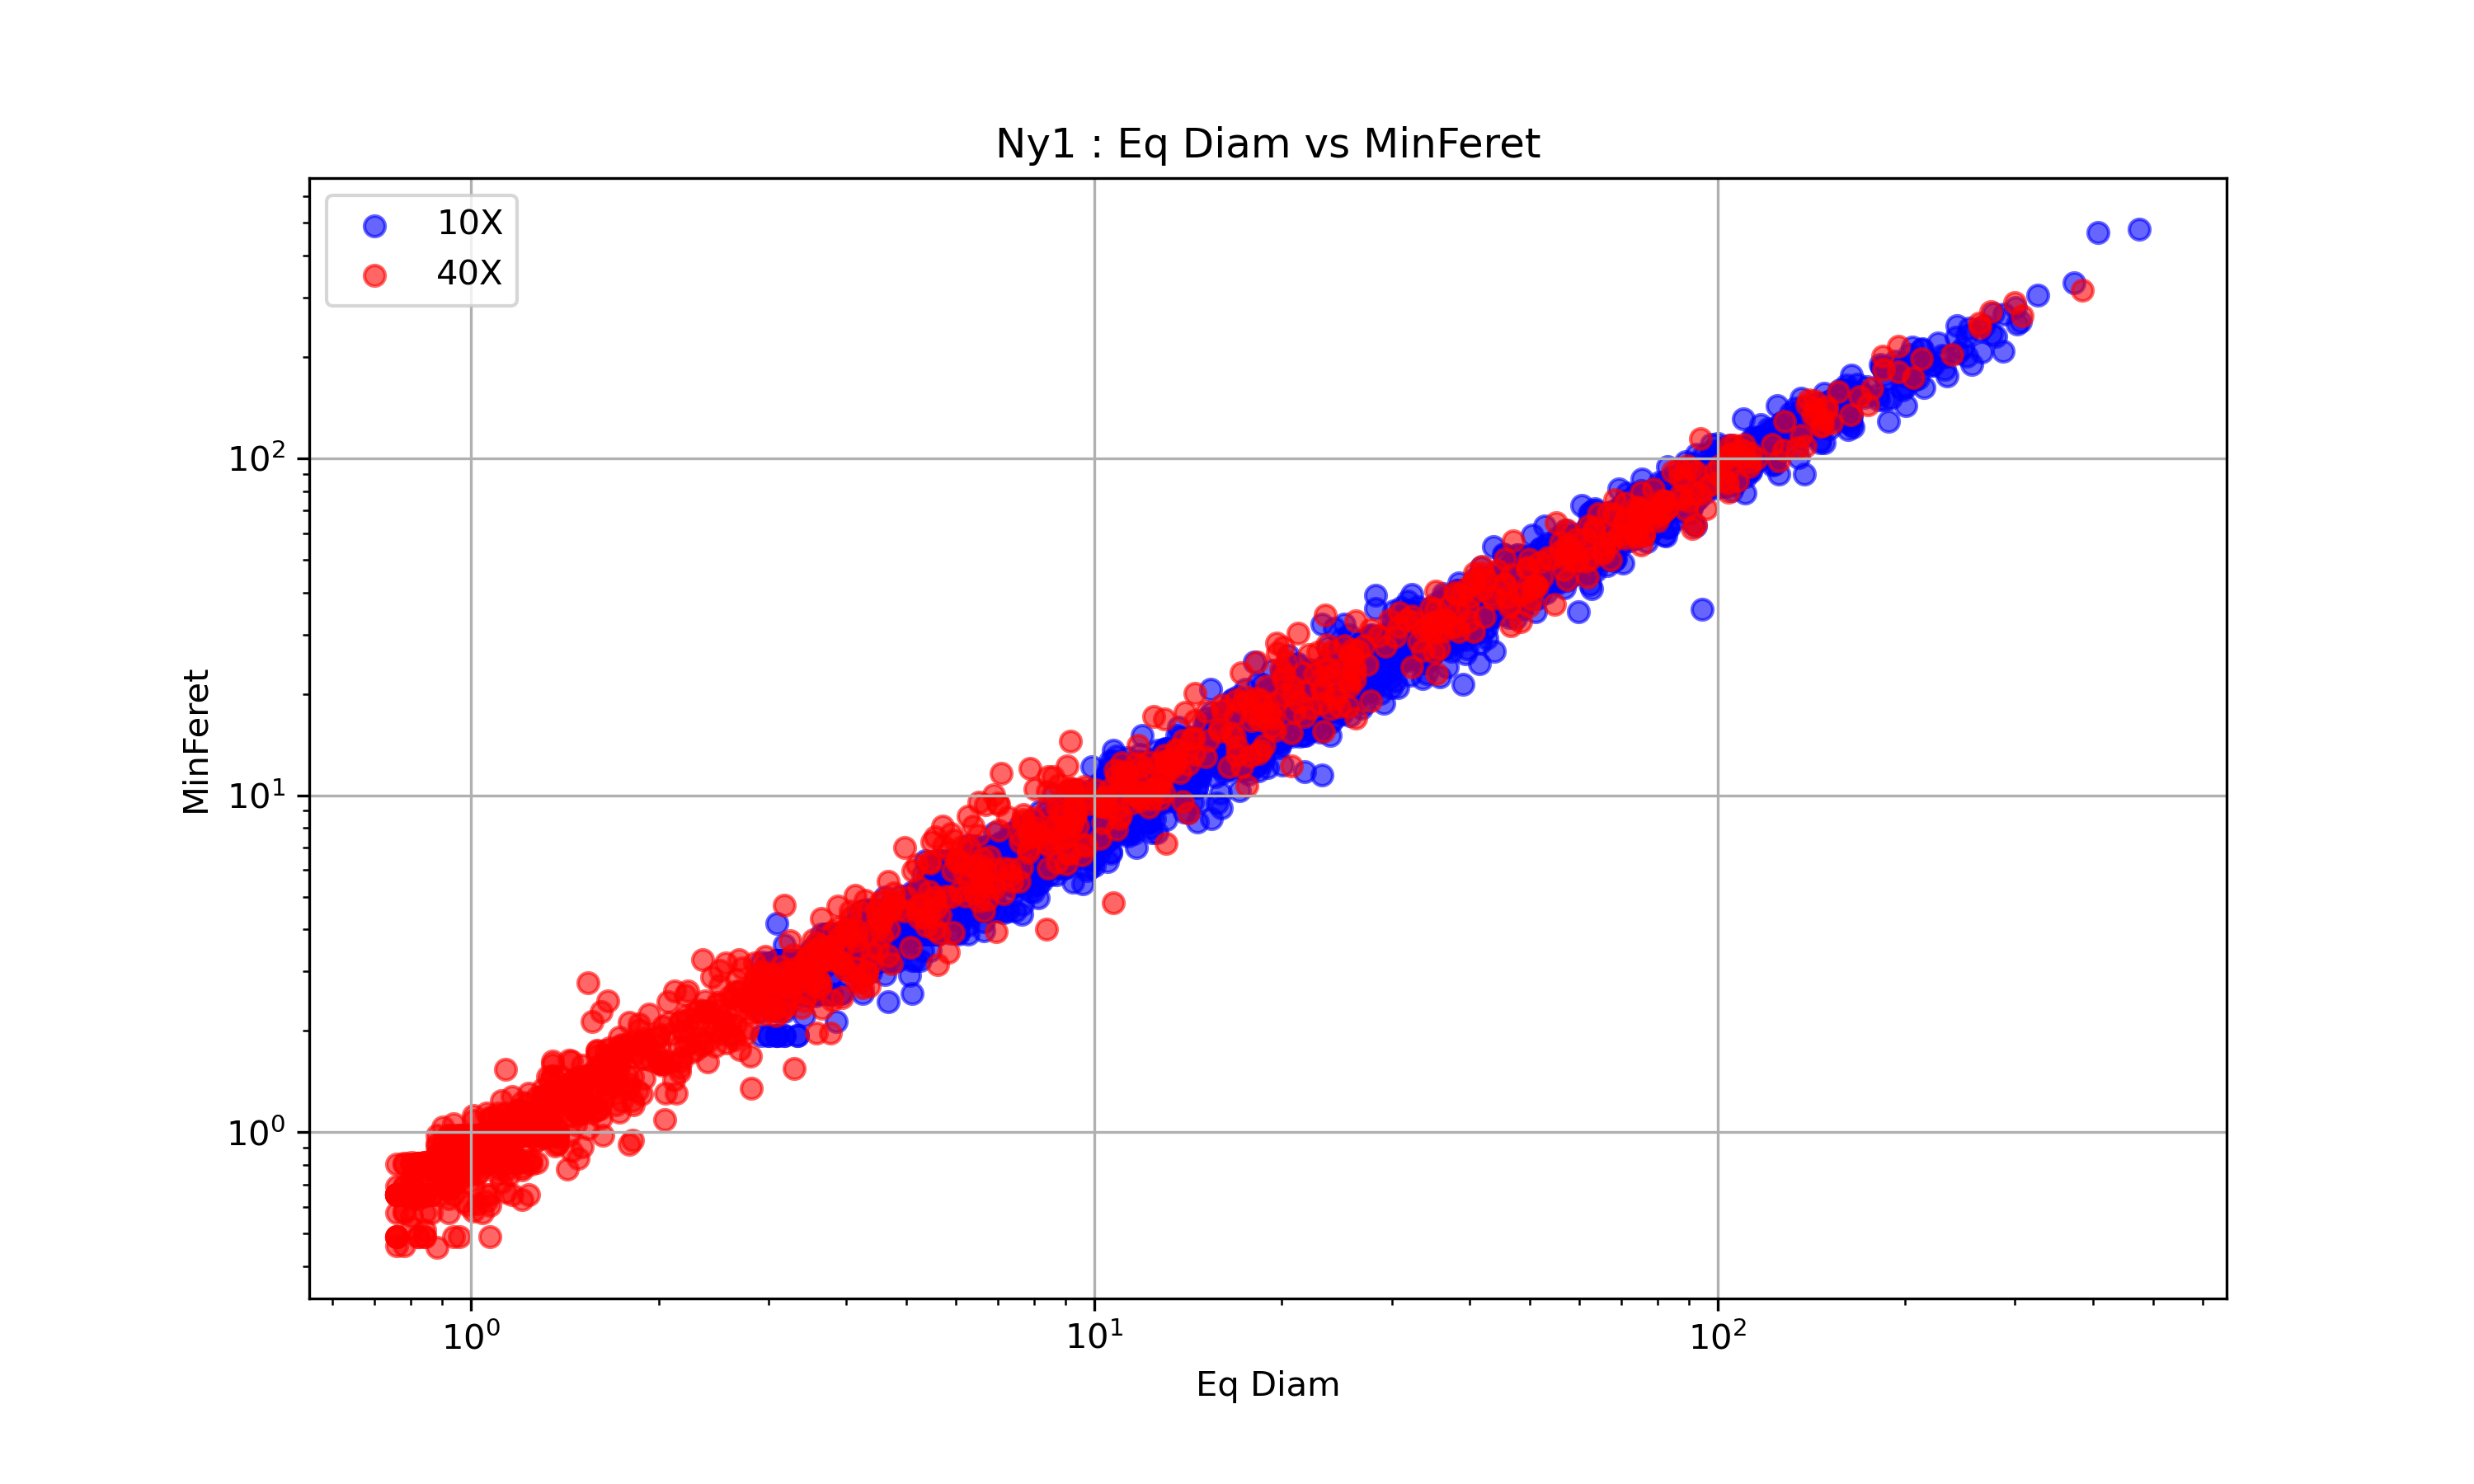 Ny1 : Eq Diam vs MinFeret
10X
40X
10²
10¹
10⁰
MinFeret
10⁰ 10¹ 10²
Eq Diam